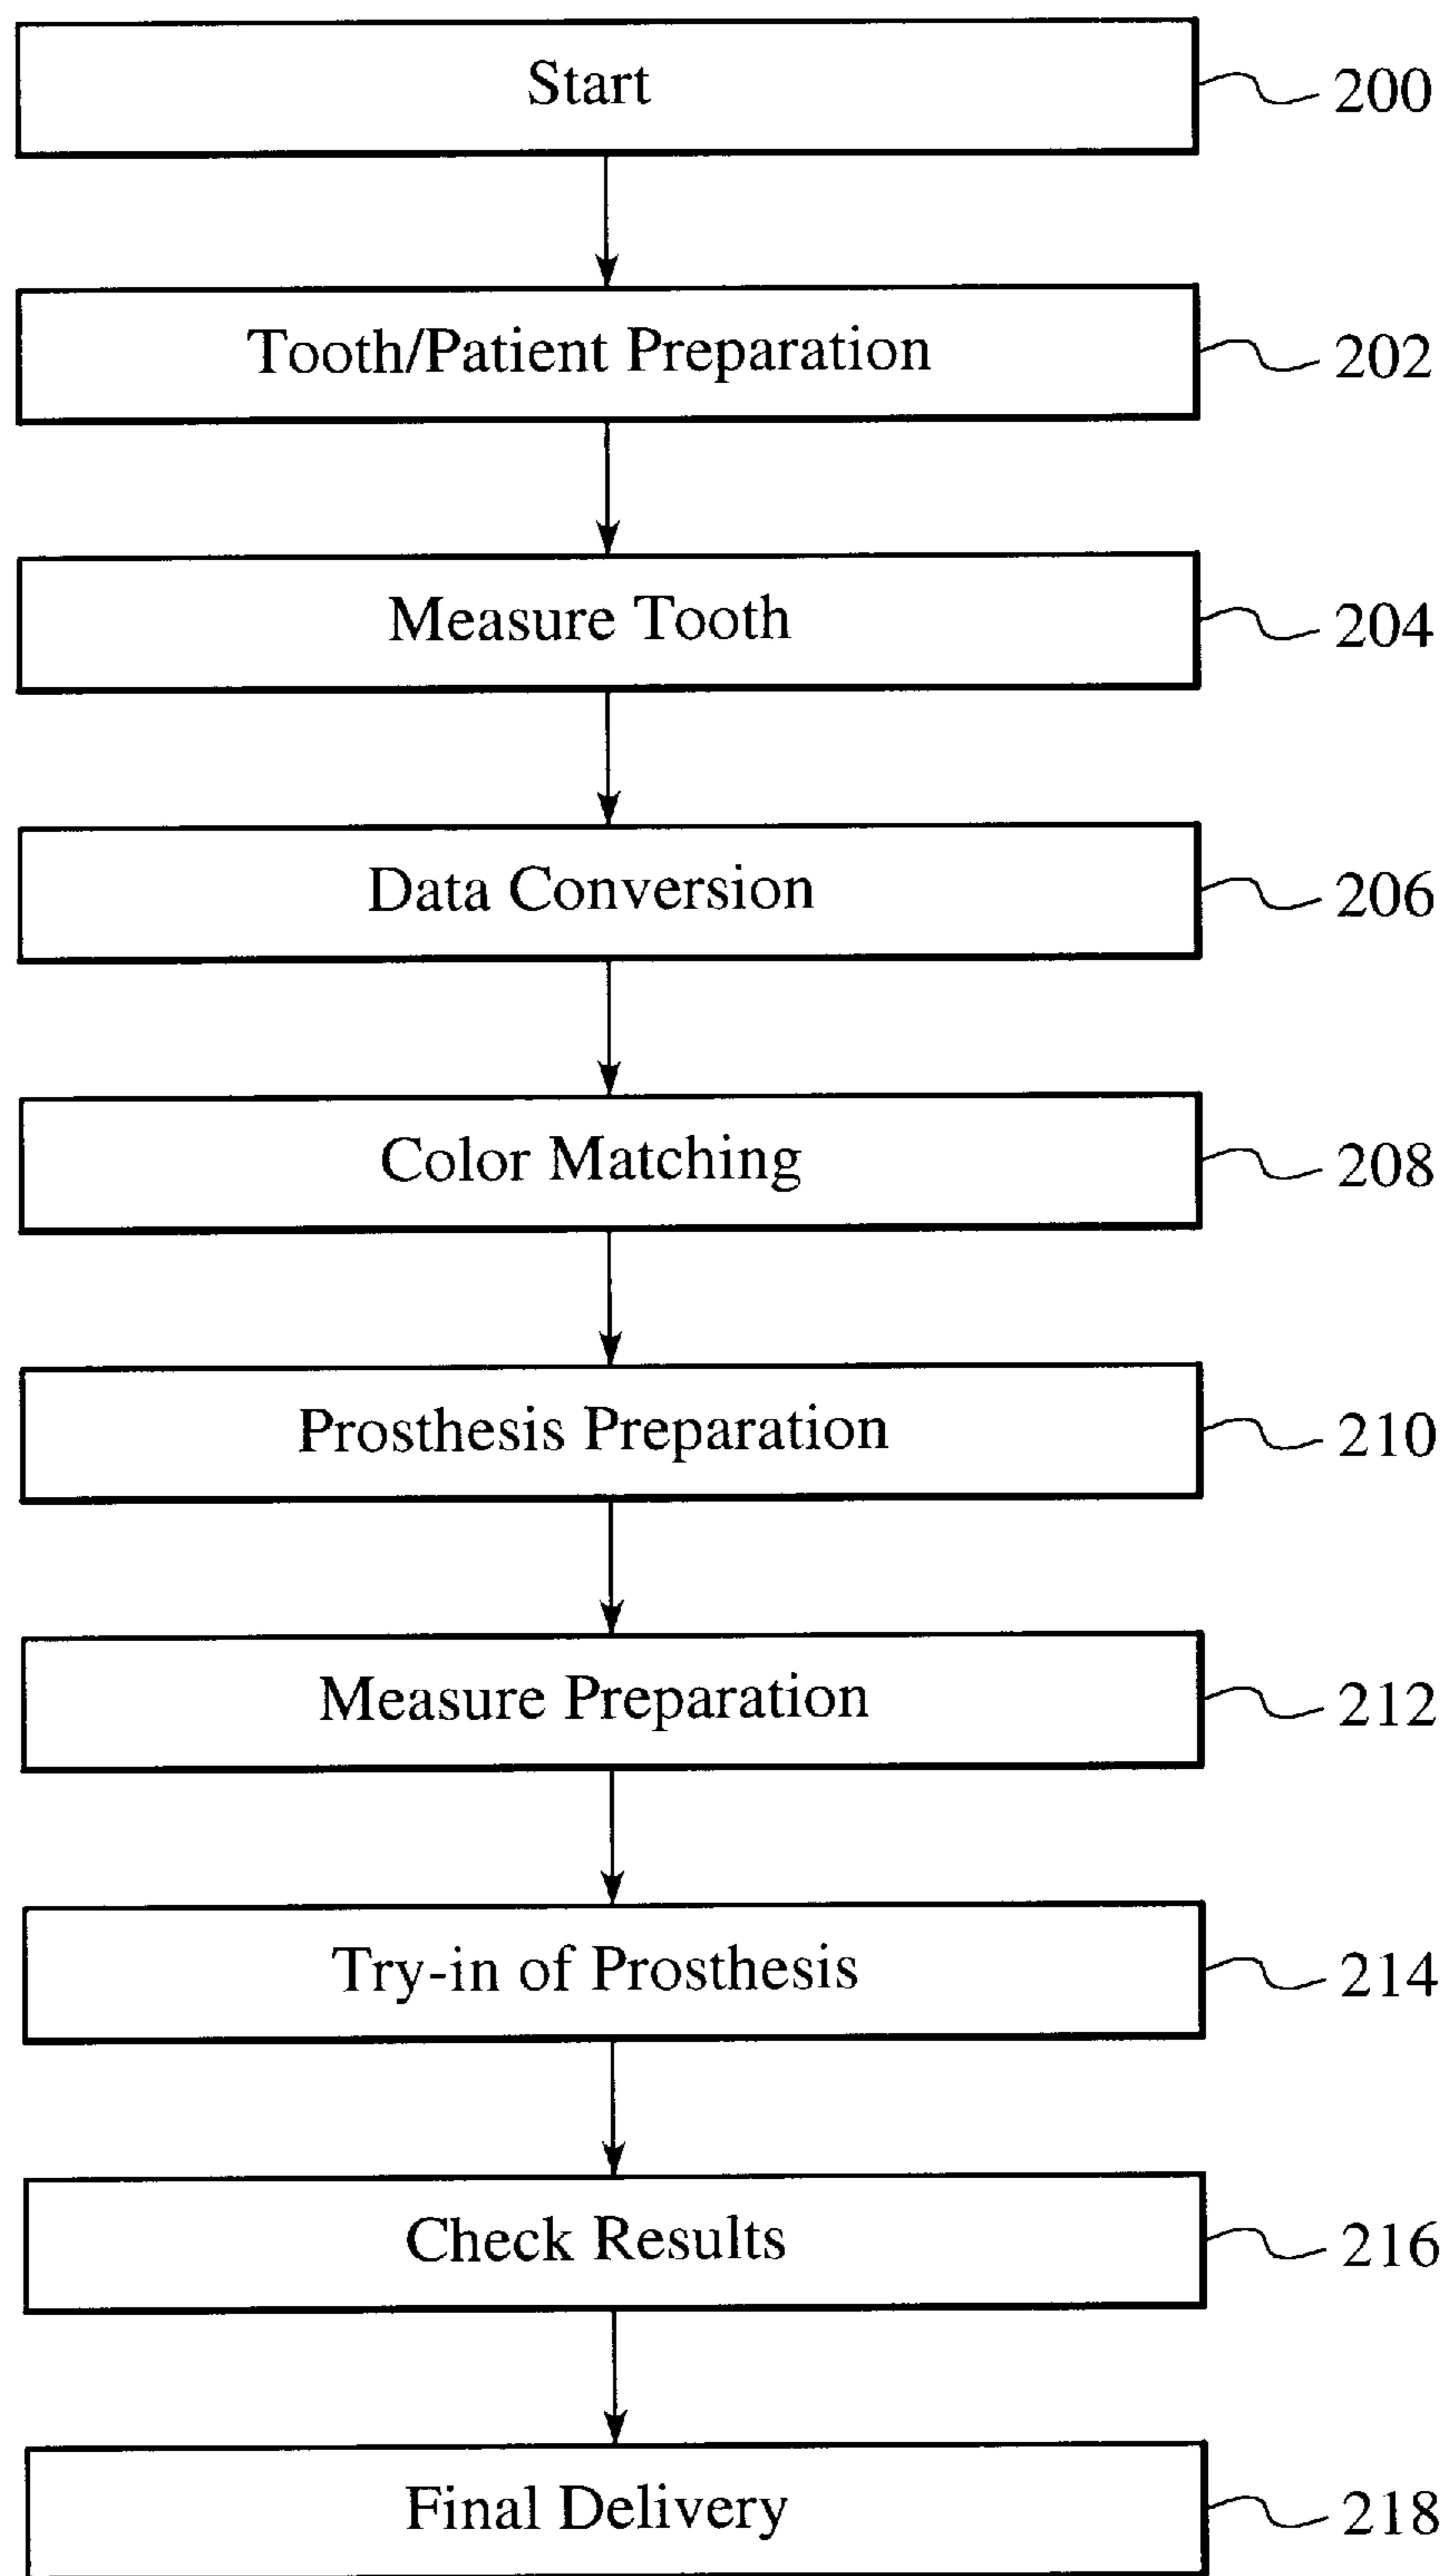 Start 200
Tooth/Patient Preparation 202
Measure Tooth 204
Data Conversion 206
Color Matching 208
Prosthesis Preparation 210
Measure Preparation 212
Try-in of Prosthesis 214
Check Results 216
Final Delivery 218